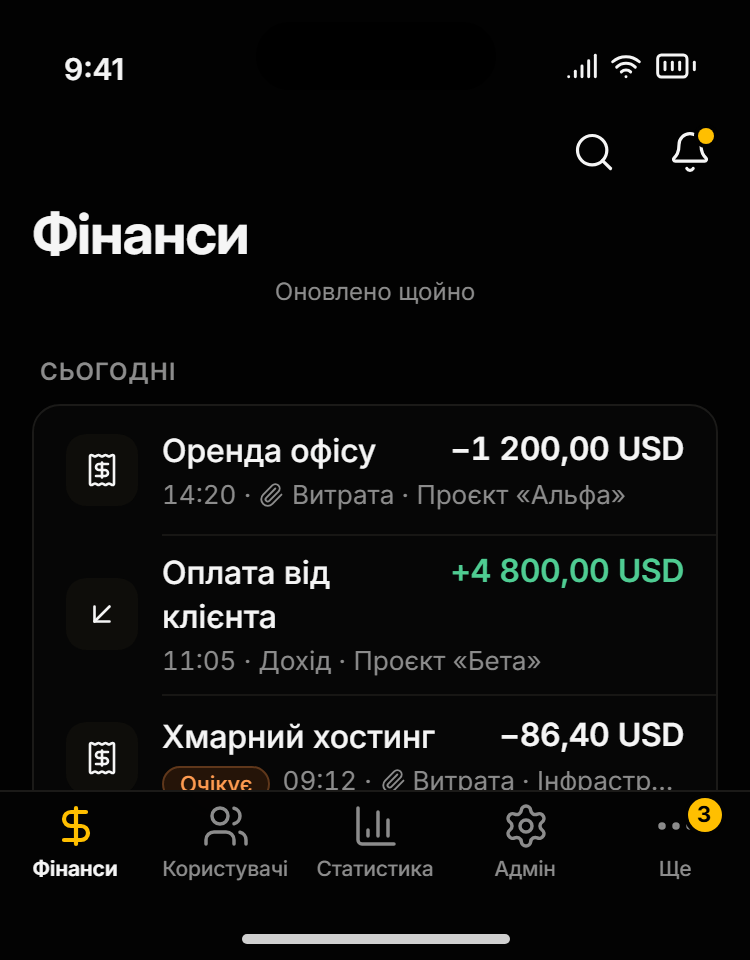 9:41
Фінанси
Оновлено щойно
СЬОГОДНІ
Оренда офісу −1 200,00 USD
14:20 · Витрата · Проєкт «Альфа»
Оплата від +4 800,00 USD
клієнта
11:05 · Дохід · Проєкт «Бета»
Хмарний хостинг −86,40 USD
Очікує 09:12 · Витрата · Інфрастр…
3
Фінанси Користувачі Статистика Адмін Ще